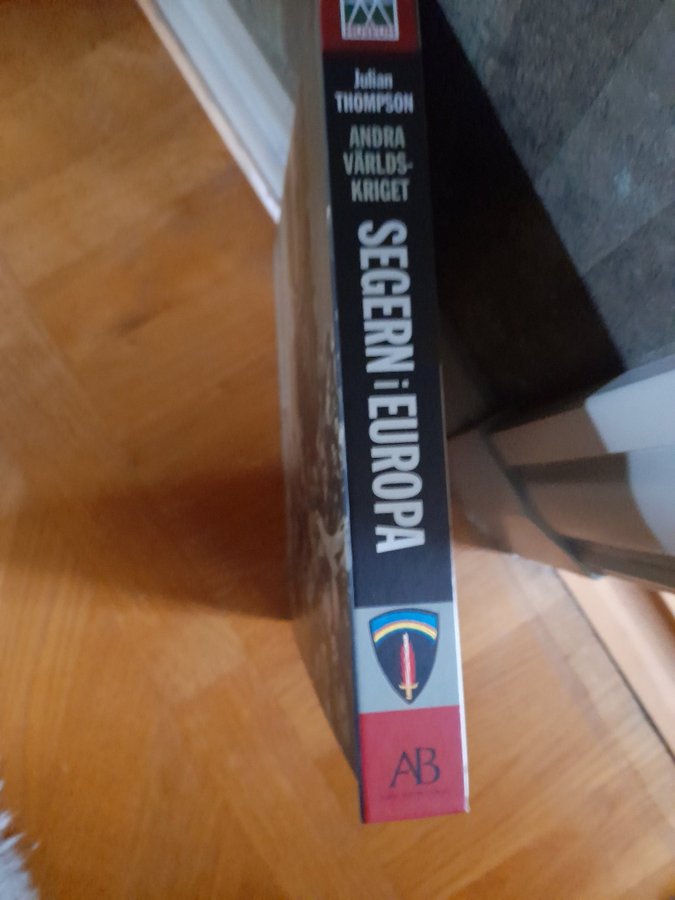 Julian
THOMPSON
ANDRA
VÄRLDS-
KRIGET
SEGERN i EUROPA
AB